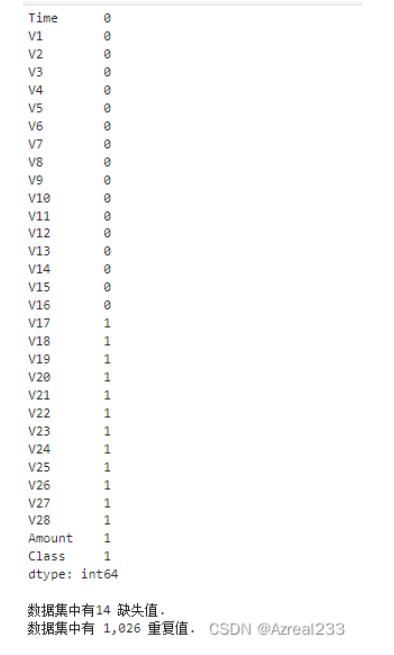 Time 0
V1 0
V2 0
V3 0
V4 0
V5 0
V6 0
V7 0
V8 0
V9 0
V10 0
V11 0
V12 0
V13 0
V14 0
V15 0
V16 0
V17 1
V18 1
V19 1
V20 1
V21 1
V22 1
V23 1
V24 1
V25 1
V26 1
V27 1
V28 1
Amount 1
Class 1
dtype: int64
数据集中有14 缺失值.
数据集中有 1,026 重复值. CSDN @Azreal233